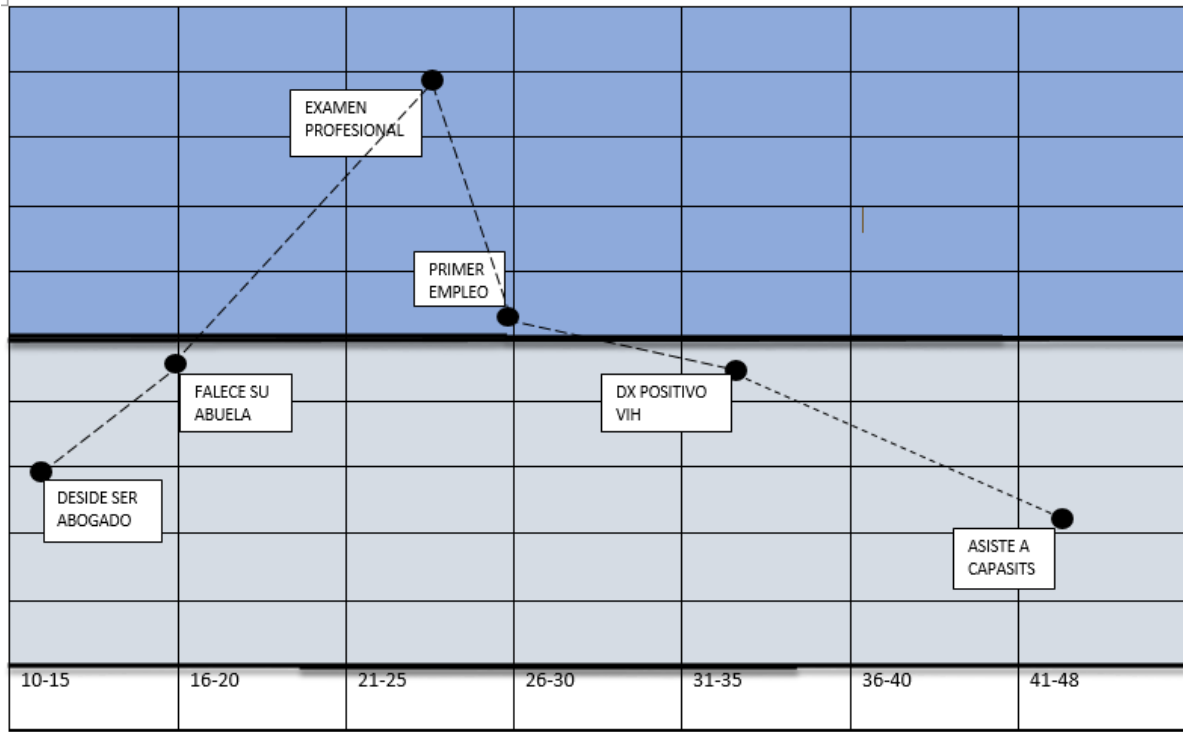 EXAMEN
PROFESIONAL
PRIMER
EMPLEO
FALECE SU
ABUELA
DX POSITIVO
VIH
DESIDE SER
ABOGADO
ASISTE A
CAPASITS
10-15 16-20 21-25 26-30 31-35 36-40 41-48